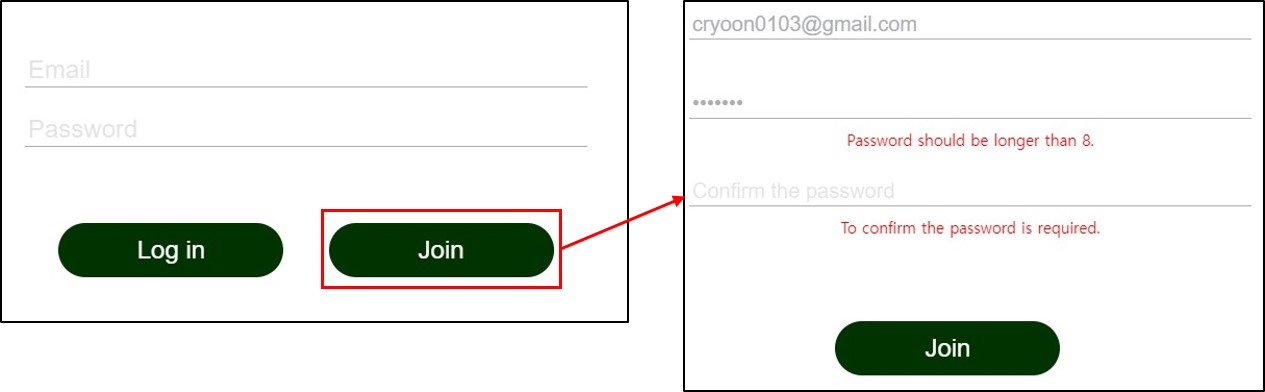 Email
Password
Log in
Join
cryoon0103@gmail.com
•••••••
Password should be longer than 8.
Confirm the password
To confirm the password is required.
Join